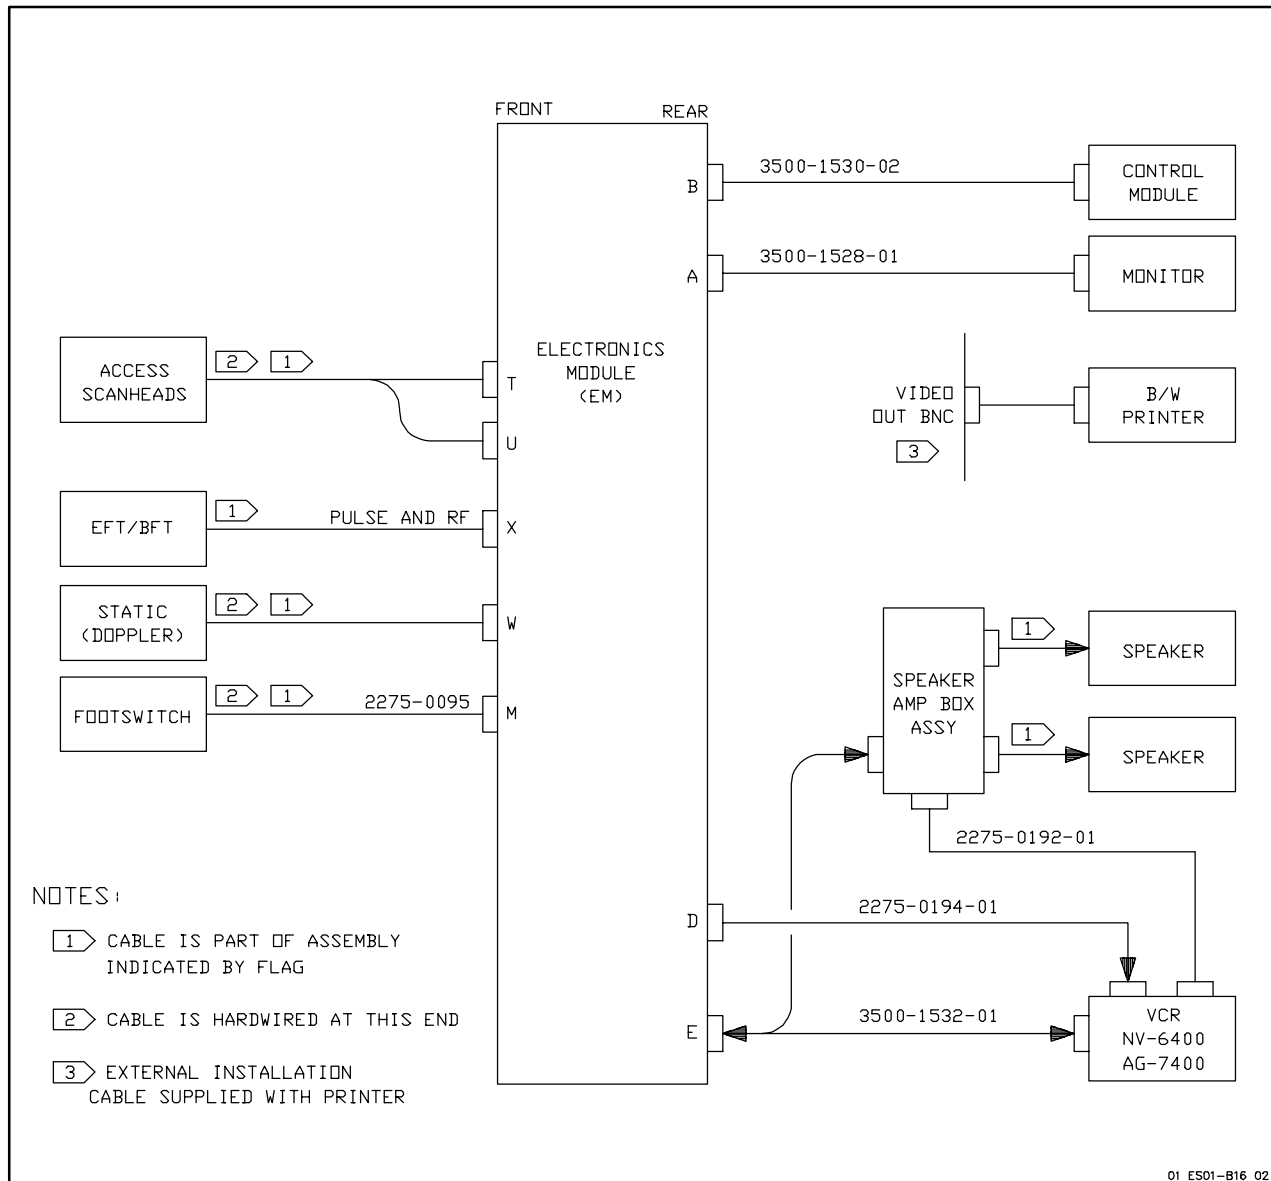 FRONT
REAR
B
3500-1530-02
CONTROL
MODULE
A
3500-1528-01
MONITOR
ELECTRONICS
MODULE
(EM)
ACCESS
SCANHEADS
2
1
T
U
VIDEO
OUT BNC
3
B/W
PRINTER
EFT/BFT
1
PULSE AND RF
X
STATIC
(DOPPLER)
2
1
W
FOOTSWITCH
2
1
2275-0095
M
SPEAKER
AMP BOX
ASSY
1
SPEAKER
1
SPEAKER
2275-0192-01
D
2275-0194-01
E
3500-1532-01
VCR
NV-6400
AG-7400
NOTES:
1 CABLE IS PART OF ASSEMBLY
INDICATED BY FLAG
2 CABLE IS HARDWIRED AT THIS END
3 EXTERNAL INSTALLATION
CABLE SUPPLIED WITH PRINTER
01 ES01-B16 02